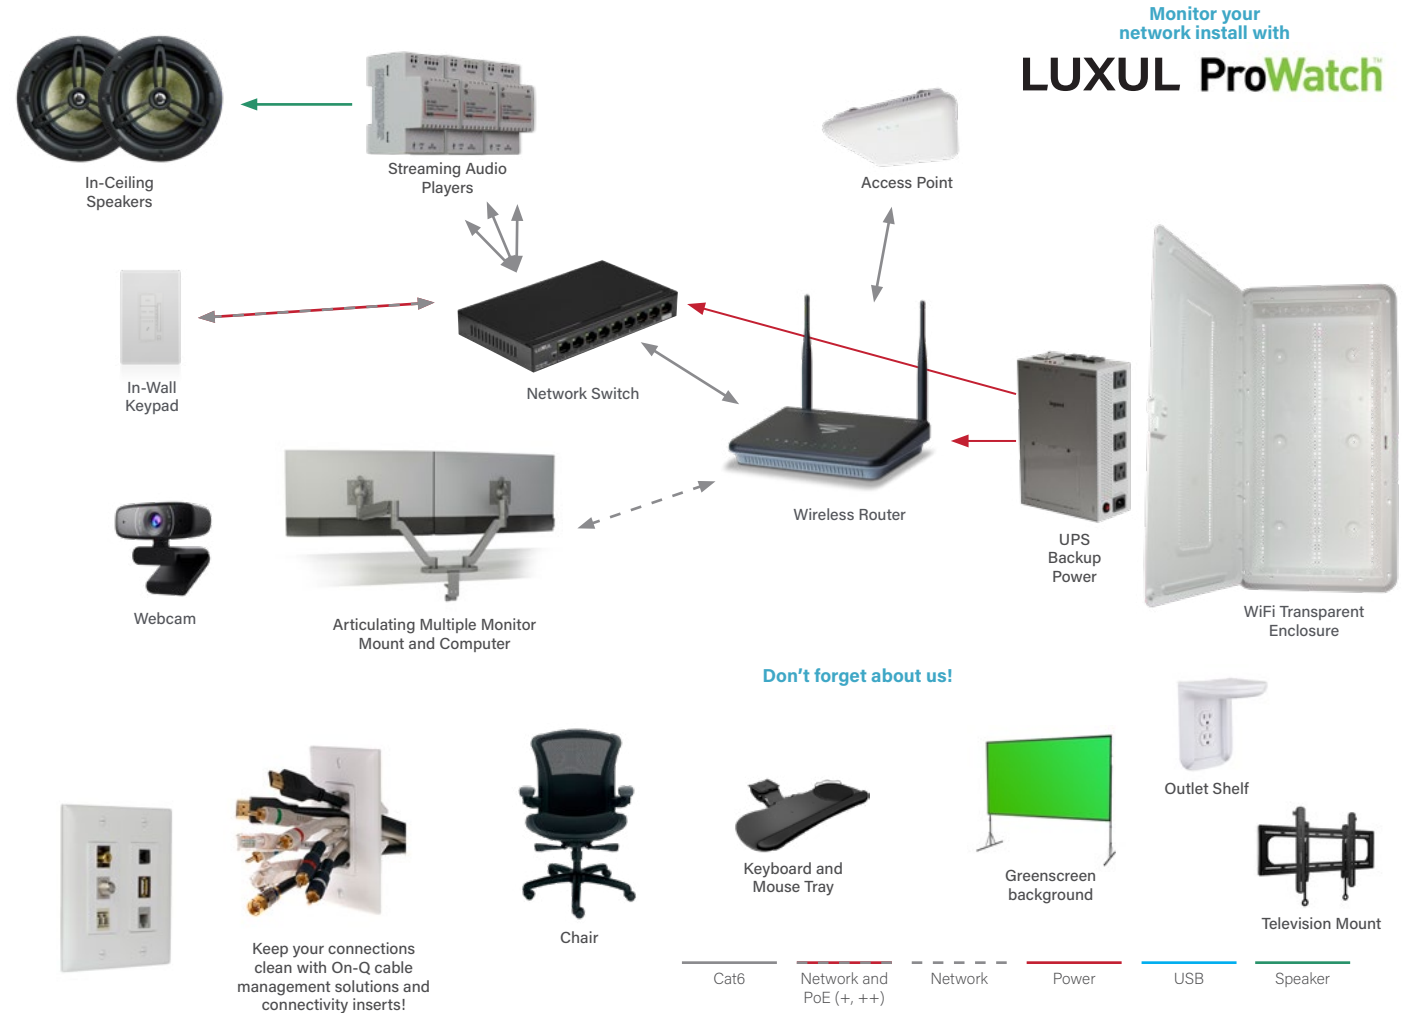 Monitor your
network install with
LUXUL ProWatch™
In-Ceiling
Speakers
Streaming Audio
Players
Access Point
In-Wall
Keypad
Network Switch
Wireless Router
UPS
Backup
Power
WiFi Transparent
Enclosure
Webcam
Articulating Multiple Monitor
Mount and Computer
Don't forget about us!
Outlet Shelf
Keyboard and
Mouse Tray
Greenscreen
background
Television Mount
Chair
Keep your connections
clean with On-Q cable
management solutions and
connectivity inserts!
Cat6
Network and
PoE (+, ++)
Network
Power
USB
Speaker